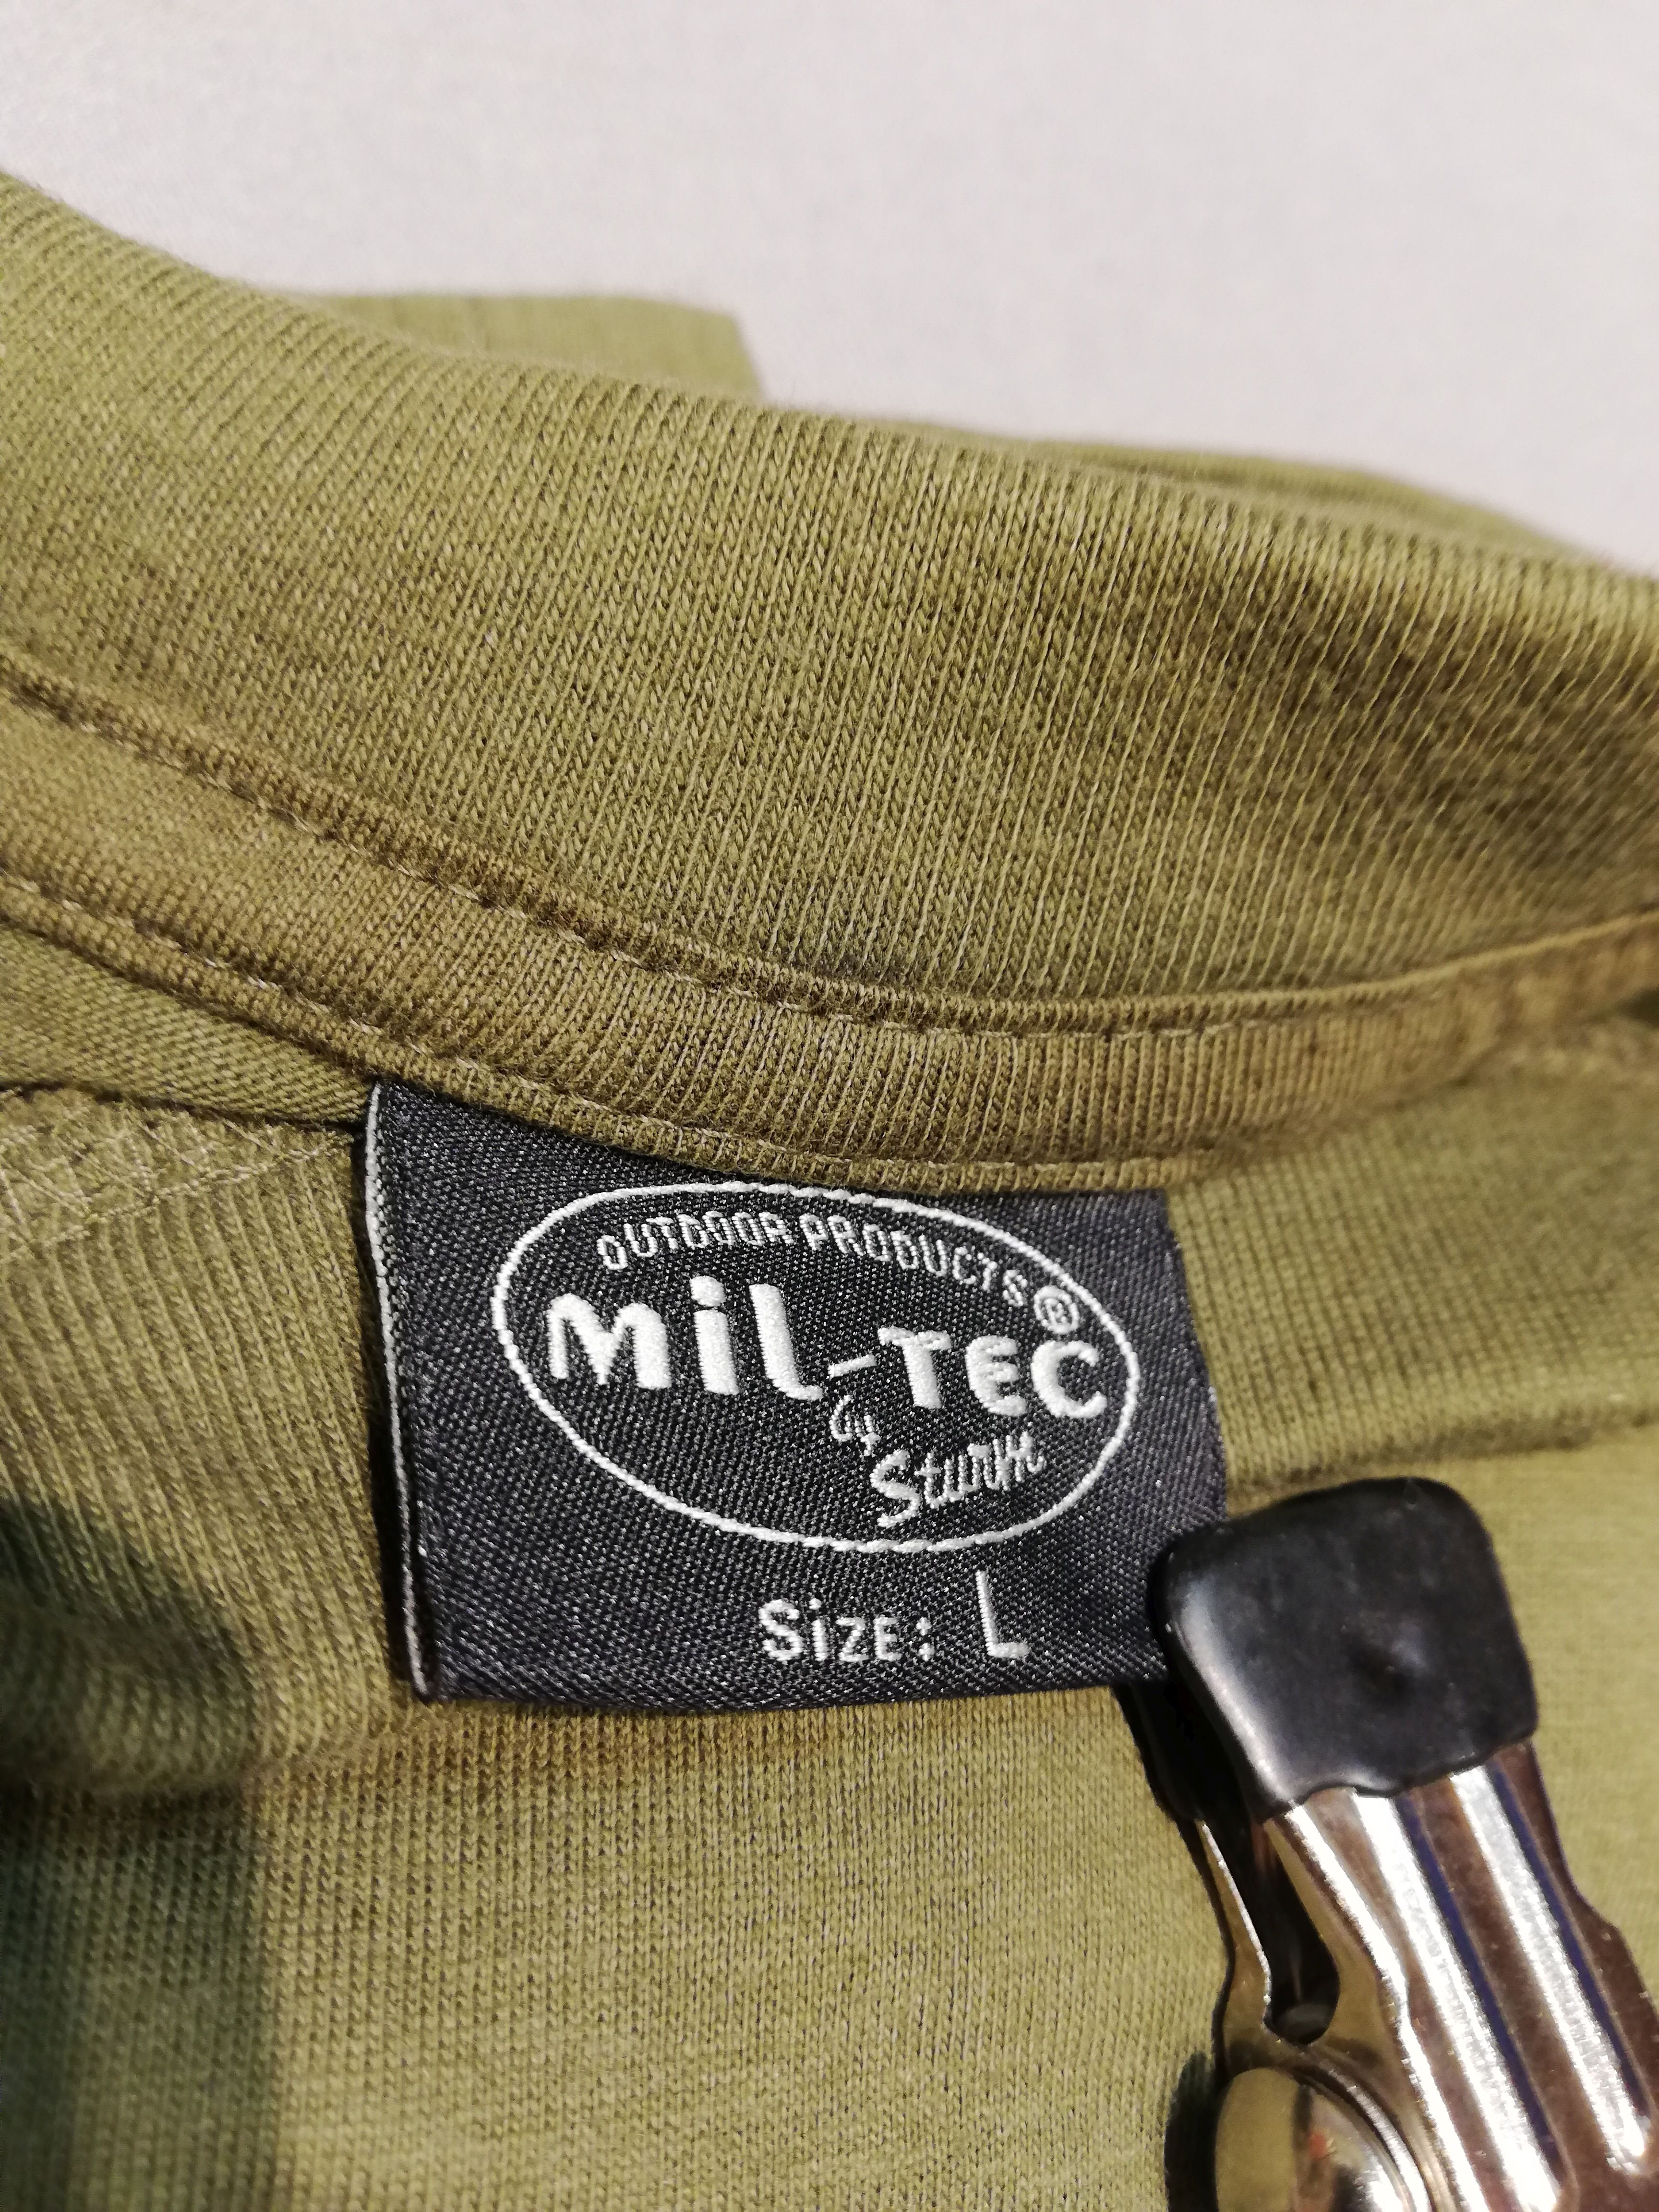 OUTDOOR PRODUCTS®
MiL-TEC
by
Sturm
SiZE: L